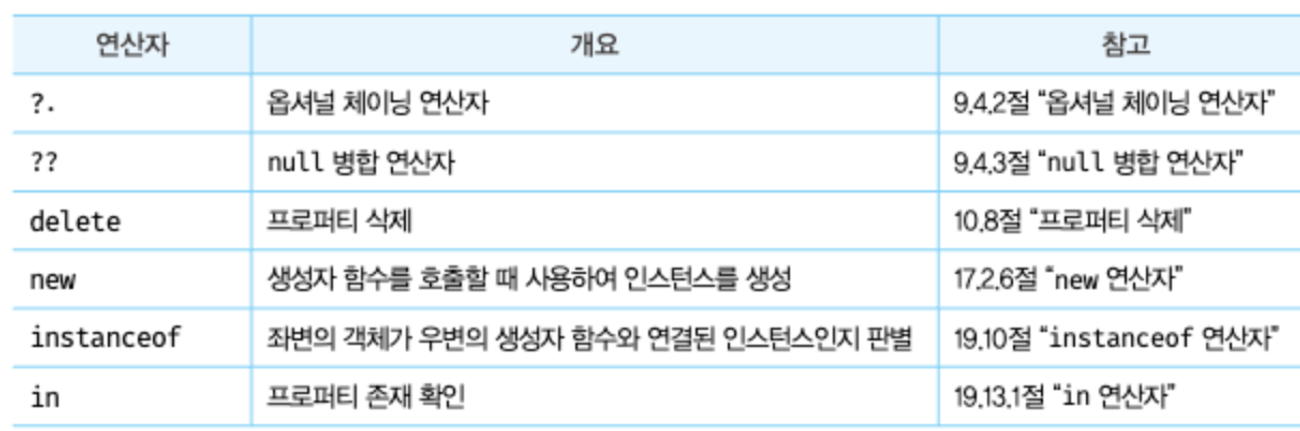 연산자 개요 참고
?. 옵셔널 체이닝 연산자 9.4.2절 “옵셔널 체이닝 연산자”
?? null 병합 연산자 9.4.3절 “null 병합 연산자”
delete 프로퍼티 삭제 10.8절 “프로퍼티 삭제”
new 생성자 함수를 호출할 때 사용하여 인스턴스를 생성 17.2.6절 “new 연산자”
instanceof 좌변의 객체가 우변의 생성자 함수와 연결된 인스턴스인지 판별 19.10절 “instanceof 연산자”
in 프로퍼티 존재 확인 19.13.1절 “in 연산자”